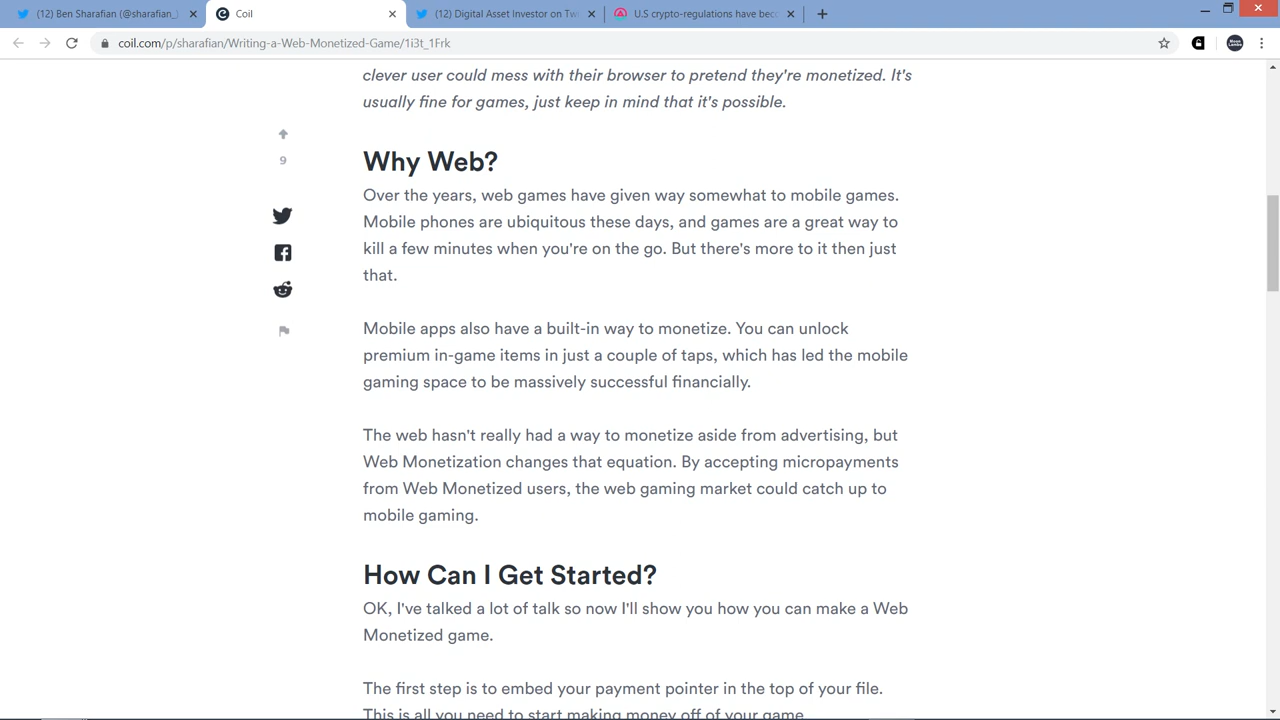 (12) Ben Sharafian (@sharafian_
Coil
(12) Digital Asset Investor on Tw
U.S crypto-regulations have bec
coil.com/p/sharafian/Writing-a-Web-Monetized-Game/1i3t_1Frk
clever user could mess with their browser to pretend they're monetized. It's
usually fine for games, just keep in mind that it's possible.
9
Why Web?
Over the years, web games have given way somewhat to mobile games.
Mobile phones are ubiquitous these days, and games are a great way to
kill a few minutes when you're on the go. But there's more to it then just
that.
Mobile apps also have a built-in way to monetize. You can unlock
premium in-game items in just a couple of taps, which has led the mobile
gaming space to be massively successful financially.
The web hasn't really had a way to monetize aside from advertising, but
Web Monetization changes that equation. By accepting micropayments
from Web Monetized users, the web gaming market could catch up to
mobile gaming.
How Can I Get Started?
OK, I've talked a lot of talk so now I'll show you how you can make a Web
Monetized game.
The first step is to embed your payment pointer in the top of your file.
This is all you need to start making money off of your game